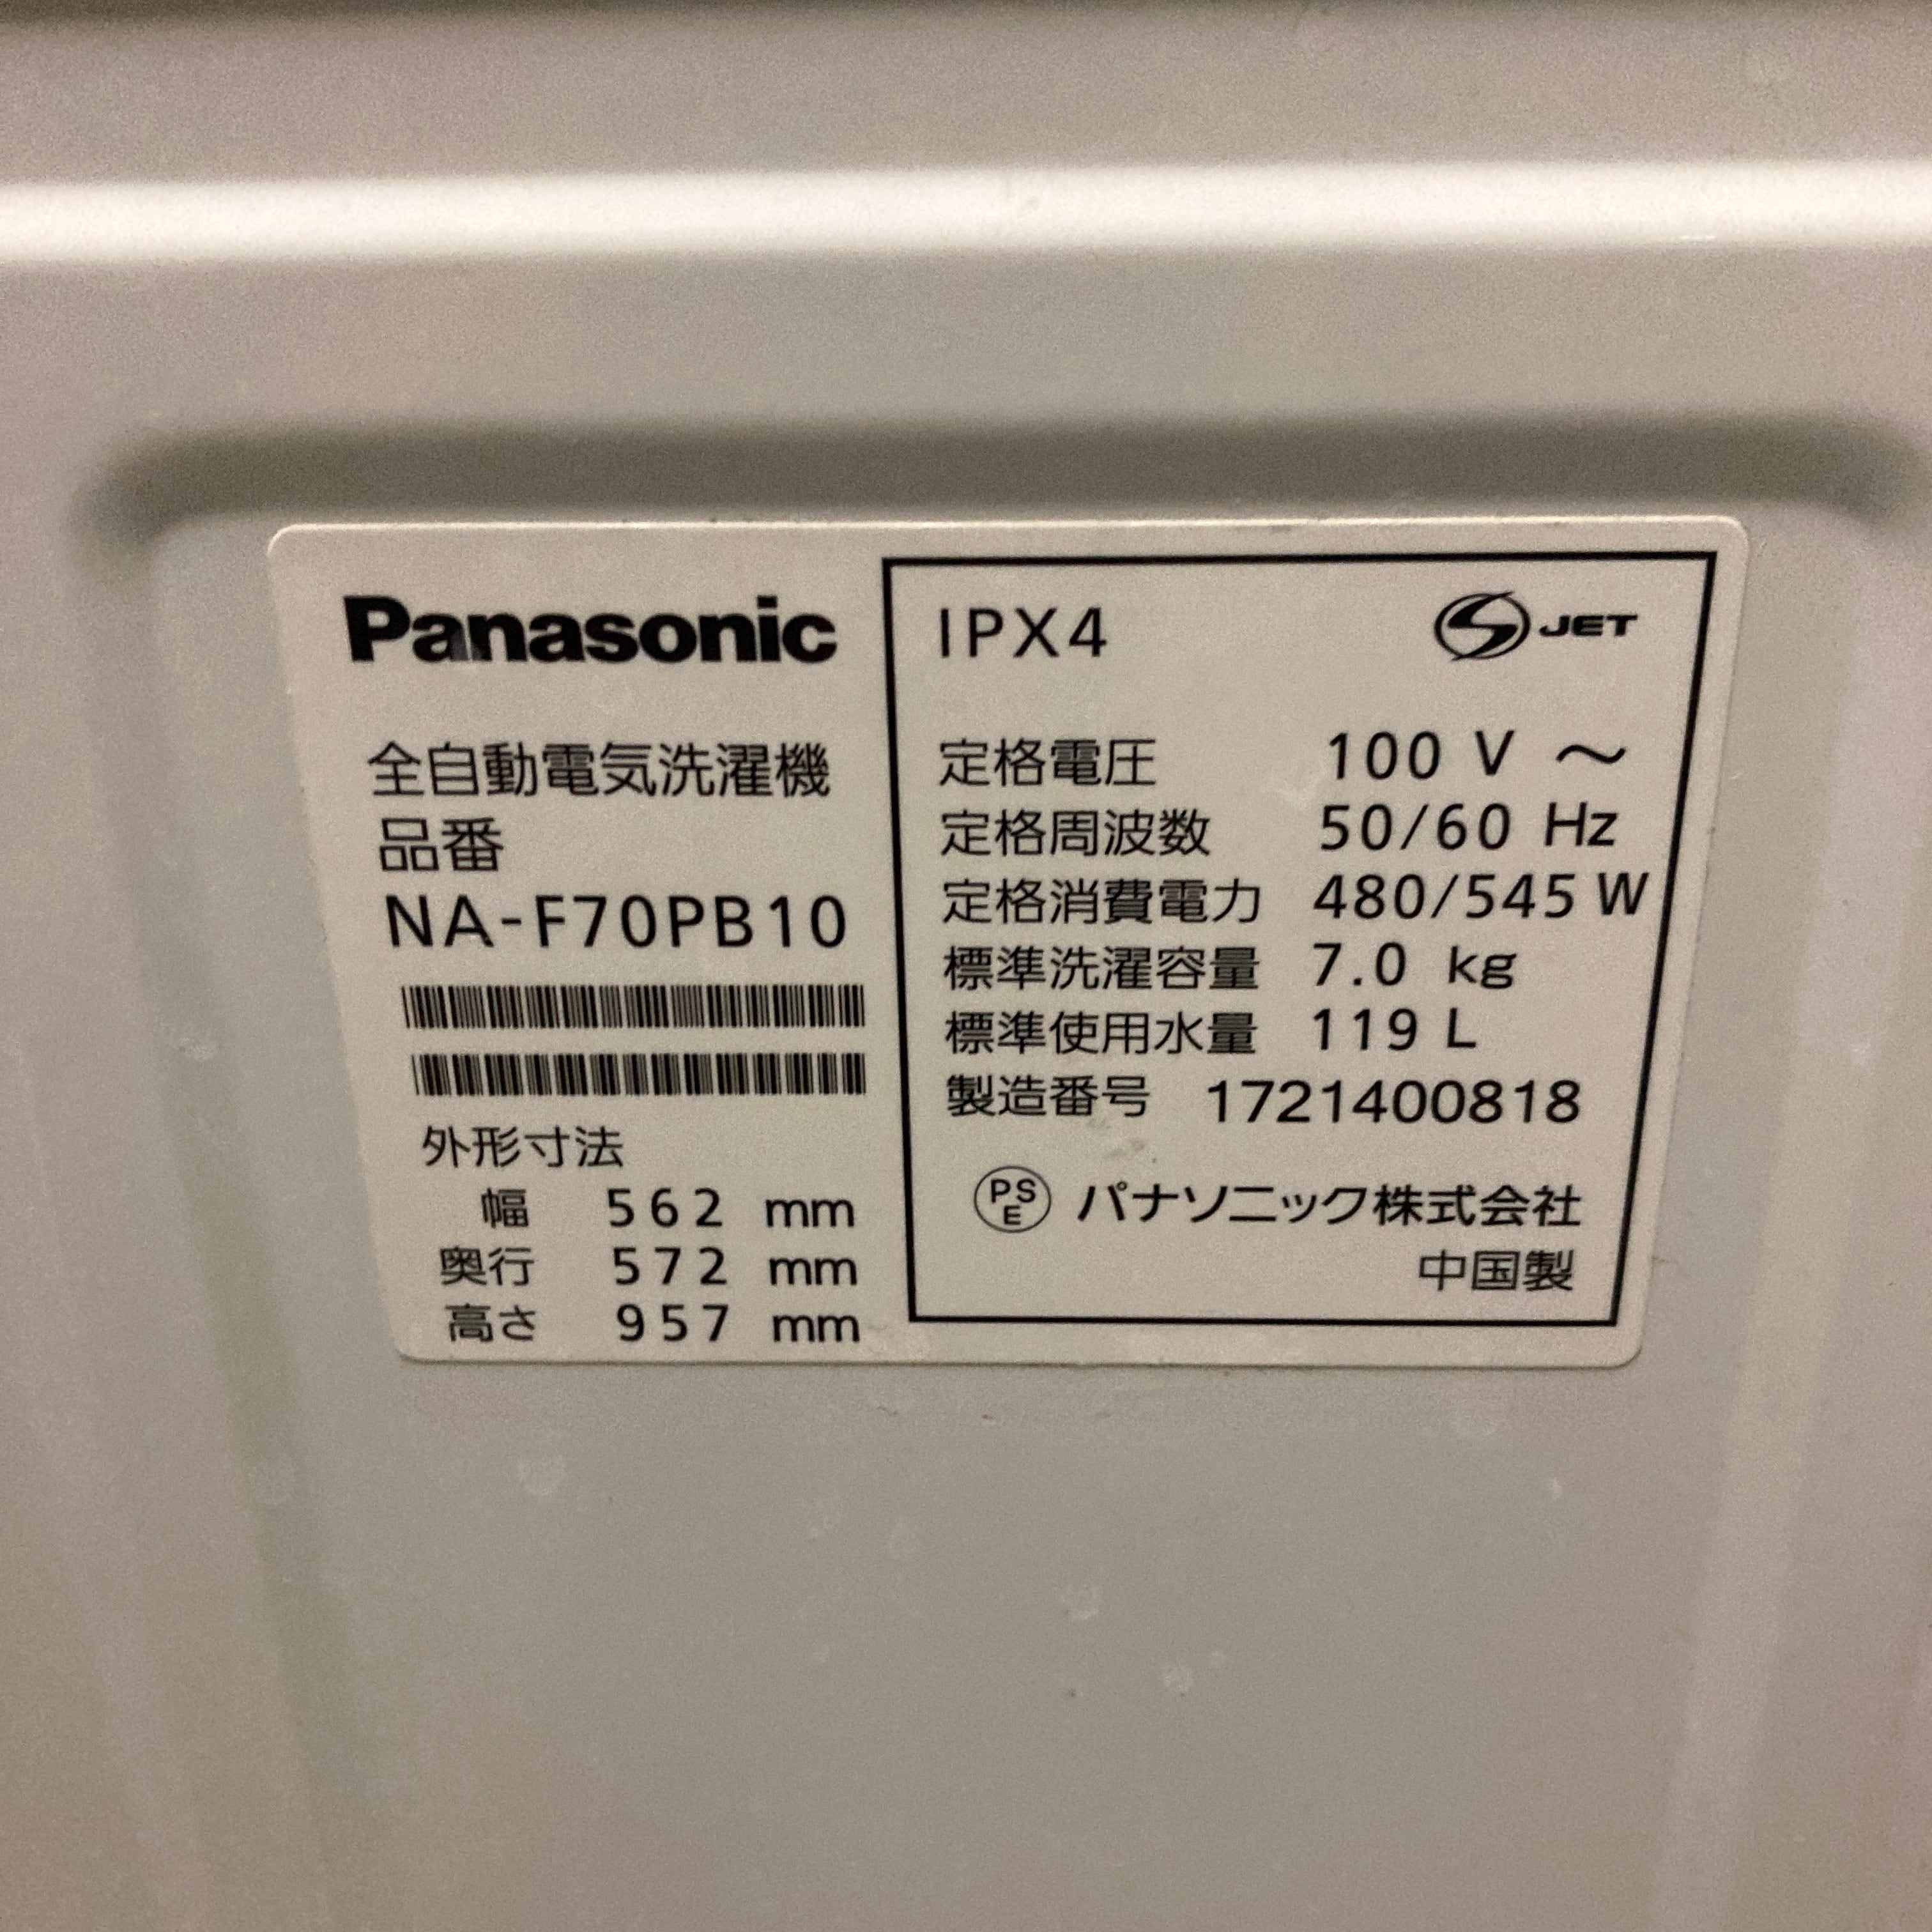 Panasonic
全自動電気洗濯機
品番
NA-F70PB10
外形寸法
幅 562 mm
奥行 572 mm
高さ 957 mm
IPX4
S JET
定格電圧 100 V ～
定格周波数 50/60 Hz
定格消費電力 480/545 W
標準洗濯容量 7.0 kg
標準使用水量 119 L
製造番号 1721400818
PSE パナソニック株式会社
中国製